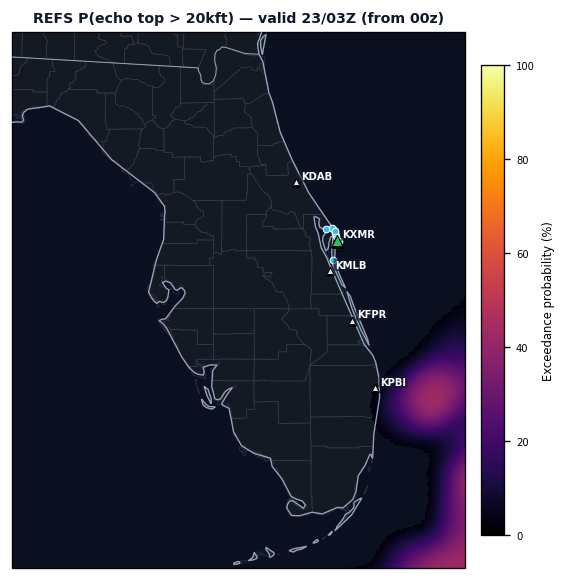 REFS P(echo top > 20kft) — valid 23/03Z (from 00z)
100
KDAB
80
KXMR
KMLB
60
KFPR
40
KPBI
20
0
Exceedance probability (%)